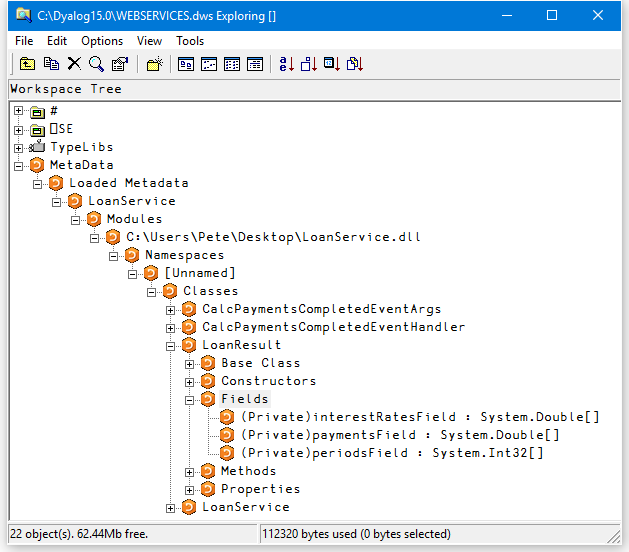 C:\Dyalog15.0\WEBSERVICES.dws Exploring []
File Edit Options View Tools
Workspace Tree
#
⎕SE
TypeLibs
MetaData
Loaded Metadata
LoanService
Modules
C:\Users\Pete\Desktop\LoanService.dll
Namespaces
[Unnamed]
Classes
CalcPaymentsCompletedEventArgs
CalcPaymentsCompletedEventHandler
LoanResult
Base Class
Constructors
Fields
(Private)interestRatesField : System.Double[]
(Private)paymentsField : System.Double[]
(Private)periodsField : System.Int32[]
Methods
Properties
LoanService
22 object(s). 62.44Mb free. 112320 bytes used (0 bytes selected)